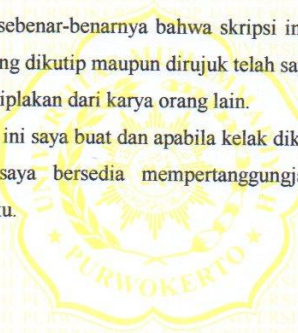 sebenar-benarnya bahwa skripsi in
ng dikutip maupun dirujuk telah sa
iplakan dari karya orang lain.
ini saya buat dan apabila kelak dik
saya bersedia mempertanggungja
u.
PURWOKERTO